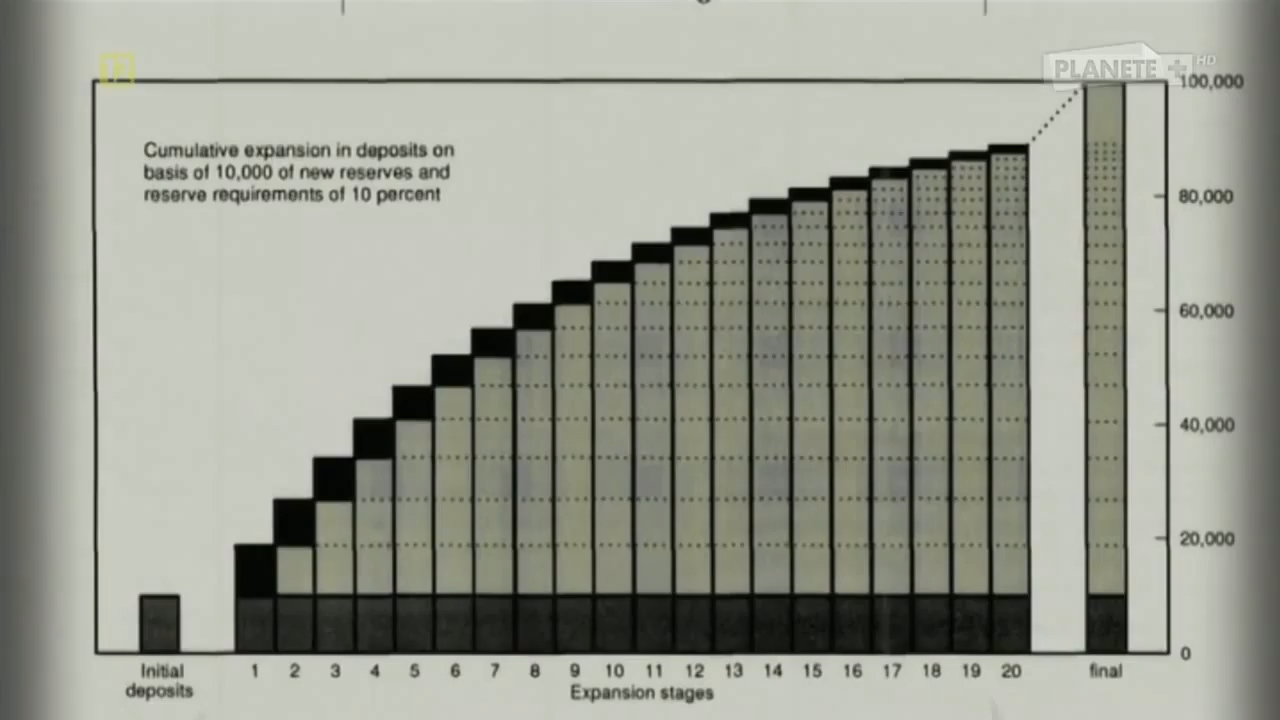 12
PLANETE + HD
100,000
Cumulative expansion in deposits on
basis of 10,000 of new reserves and
reserve requirements of 10 percent
80,000
60,000
40,000
20,000
0
Initial
deposits
1 2 3 4 5 6 7 8 9 10 11 12 13 14 15 16 17 18 19 20
final
Expansion stages